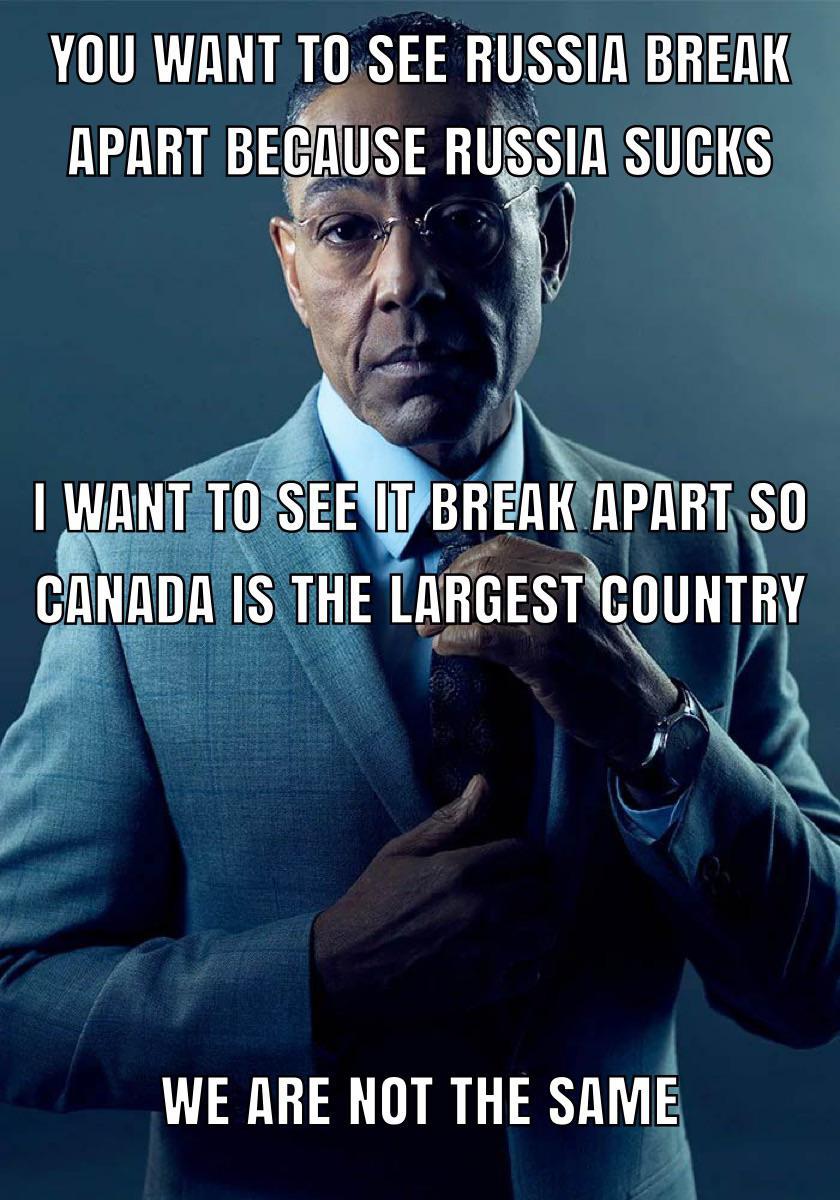 YOU WANT TO SEE RUSSIA BREAK
APART BECAUSE RUSSIA SUCKS
I WANT TO SEE IT BREAK APART SO
CANADA IS THE LARGEST COUNTRY
WE ARE NOT THE SAME